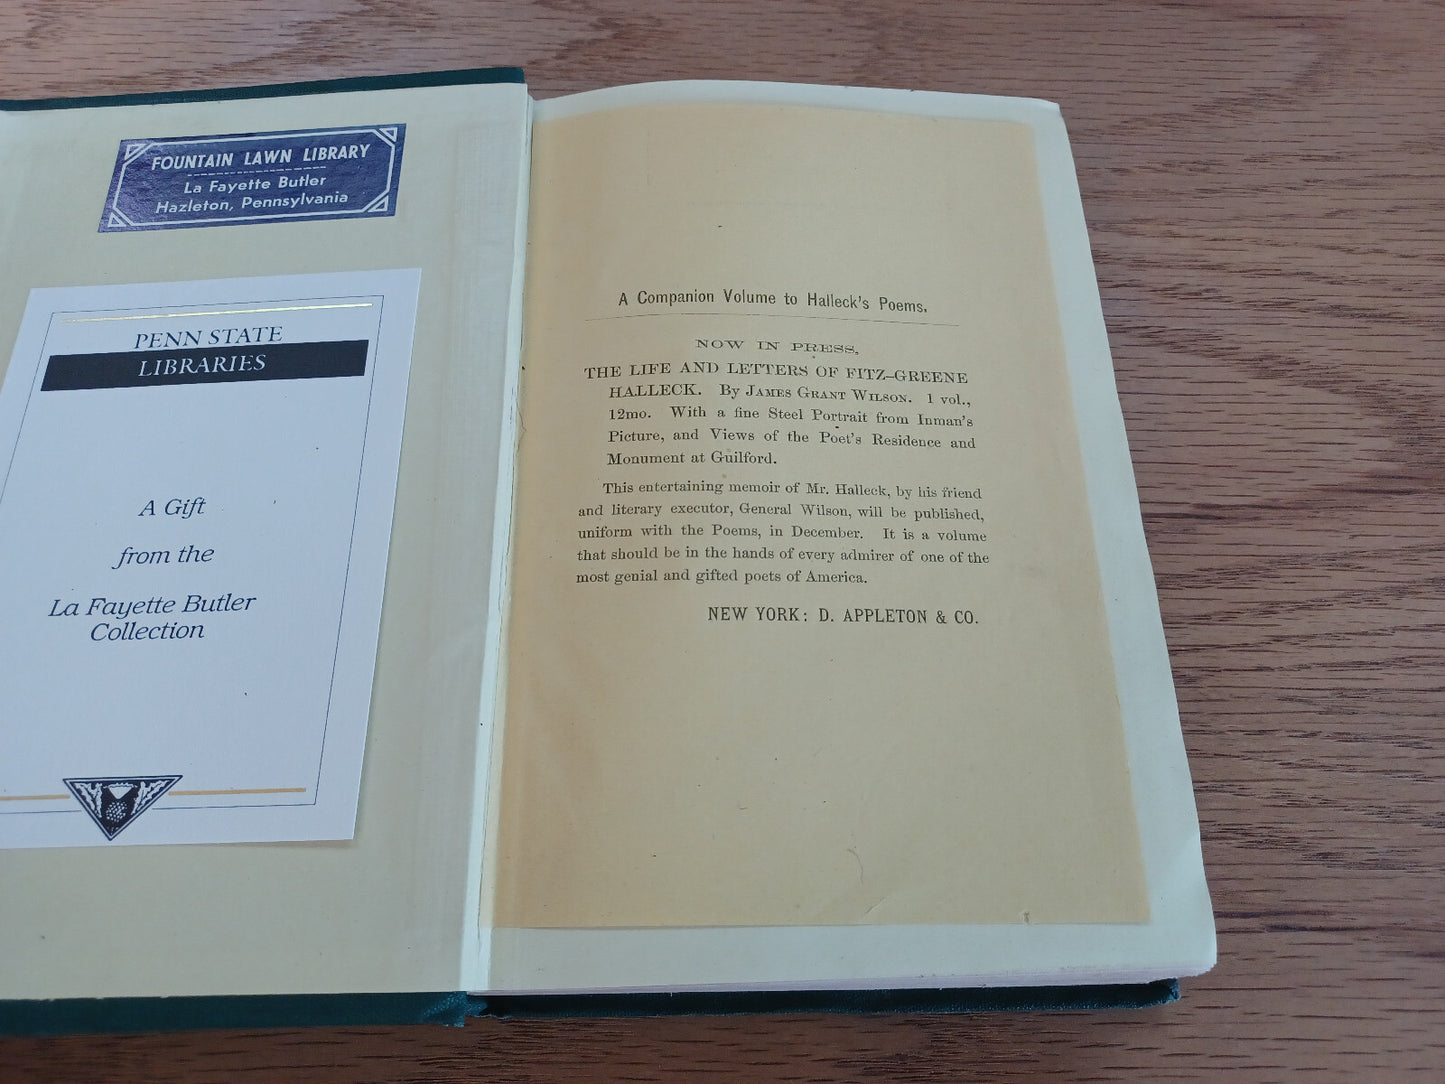 FOUNTAIN LAWN LIBRARY
La Fayette Butler
Hazleton, Pennsylvania
PENN STATE
LIBRARIES
A Gift
from the
La Fayette Butler
Collection
A Companion Volume to Halleck's Poems.
NOW IN PRESS,
THE LIFE AND LETTERS OF FITZ–GREENE
HALLECK. By James Grant Wilson. 1 vol.,
12mo. With a fine Steel Portrait from Inman's
Picture, and Views of the Poet's Residence and
Monument at Guilford.
This entertaining memoir of Mr. Halleck, by his friend
and literary executor, General Wilson, will be published,
uniform with the Poems, in December. It is a volume
that should be in the hands of every admirer of one of the
most genial and gifted poets of America.
NEW YORK: D. APPLETON & CO.